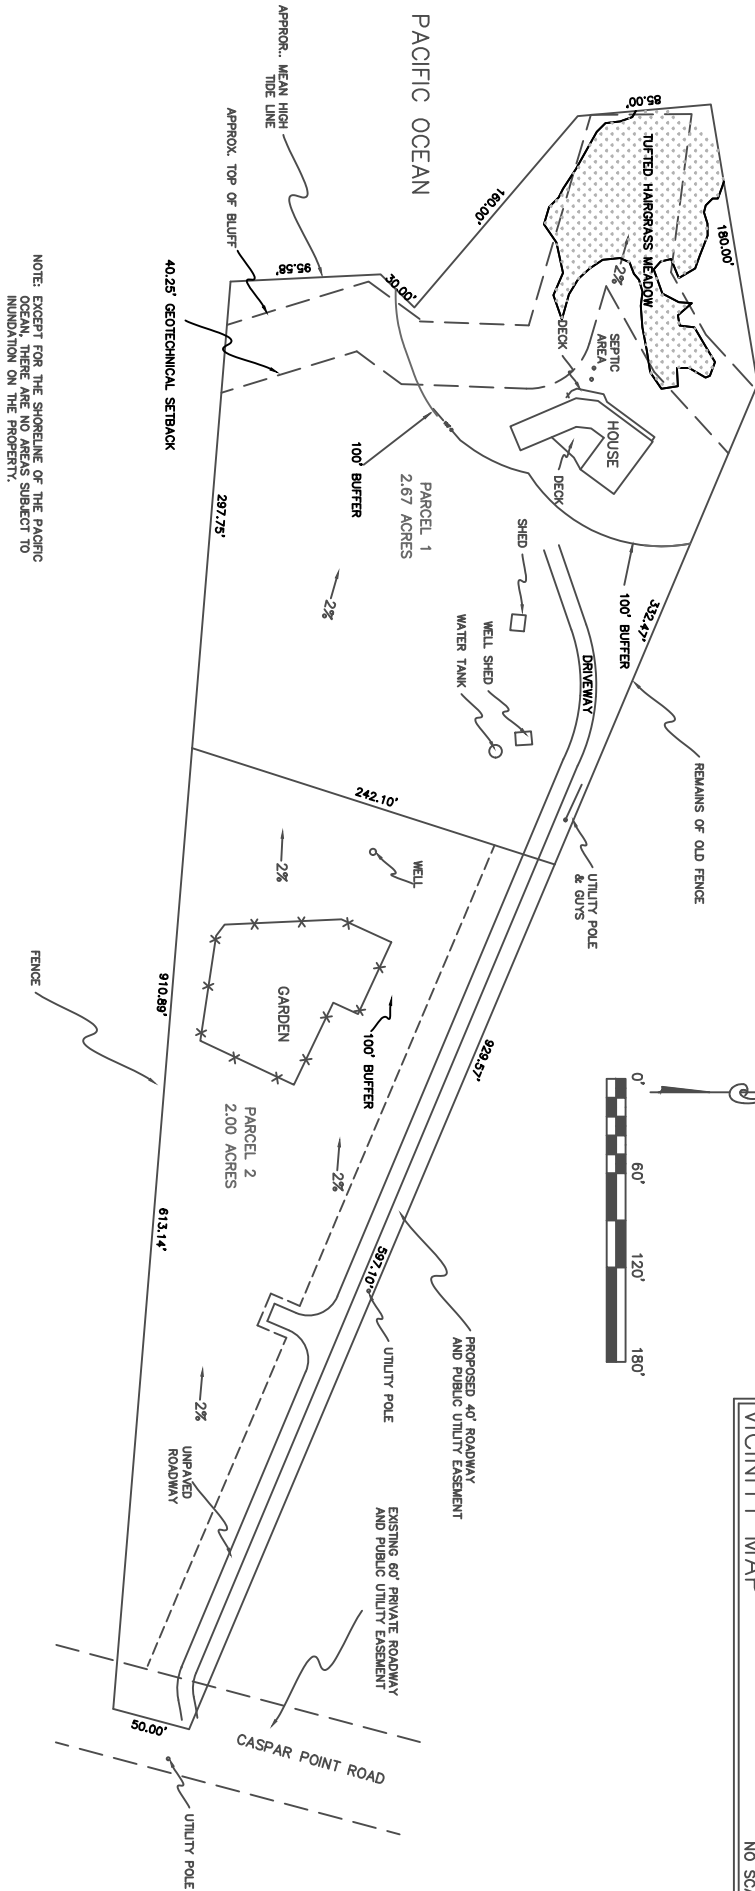 PACIFIC OCEAN
APPROR.. MEAN HIGH
TIDE LINE
APPROX. TOP OF BLUFF
40.25' GEOTECHNICAL SETBACK
NOTE: EXCEPT FOR THE SHORELINE OF THE PACIFIC
OCEAN, THERE ARE NO AREAS SUBJECT TO
INUNDATION ON THE PROPERTY.
85.00'
180.00'
160.00'
30.00'
95.58'
TUFTED HAIRGRASS MEADOW
2%
DECK
SEPTIC
AREA
HOUSE
DECK
100' BUFFER
PARCEL 1
2.67 ACRES
297.75'
2%
SHED
WELL SHED
WATER TANK
DRIVEWAY
100' BUFFER
332.47'
REMAINS OF OLD FENCE
UTILITY POLE
& GUYS
242.10'
WELL
2%
GARDEN
100' BUFFER
PARCEL 2
2.00 ACRES
2%
910.89'
FENCE
613.14'
929.57'
597.10'
0'
60'
120'
180'
PROPOSED 40' ROADWAY
AND PUBLIC UTILITY EASEMENT
UTILITY POLE
2%
UNPAVED
ROADWAY
EXISTING 60' PRIVATE ROADWAY
AND PUBLIC UTILITY EASEMENT
50.00'
CASPAR POINT ROAD
UTILITY POLE
VICINITY MAP